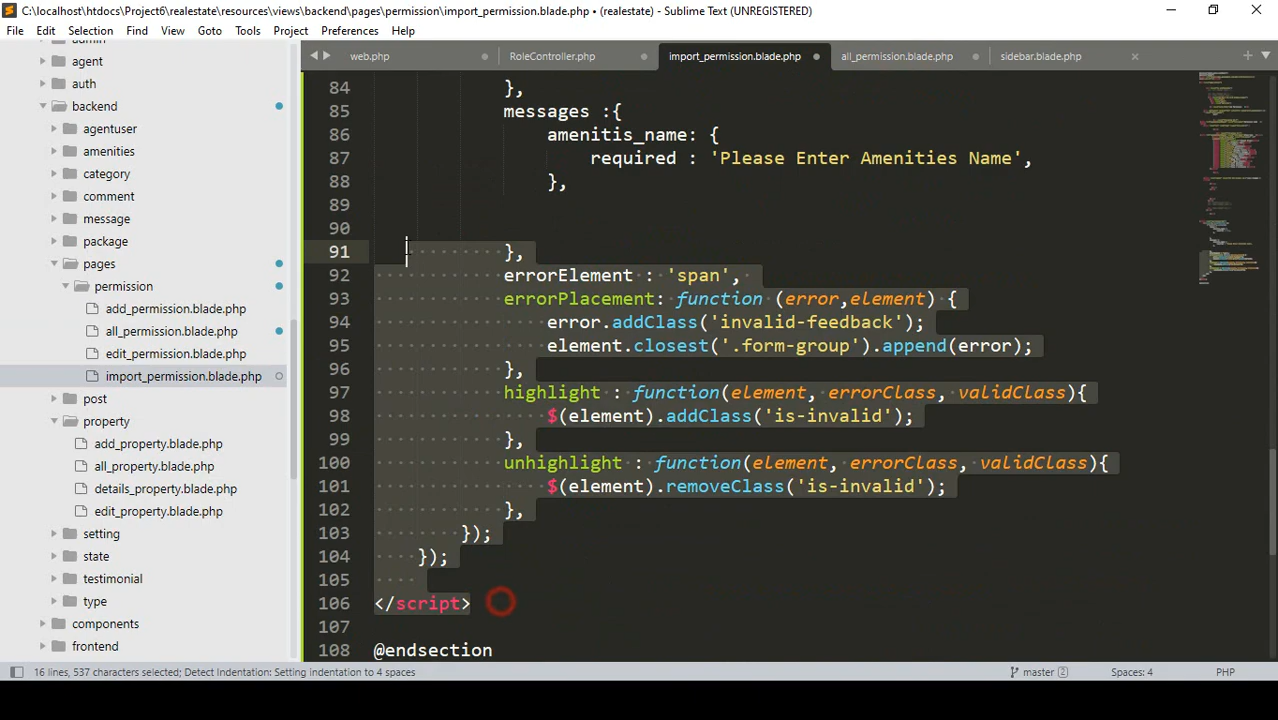 C:\localhost\htdocs\Project6\realestate\resources\views\backend\pages\permission\import_permission.blade.php • (realestate) - Sublime Text (UNREGISTERED)
File Edit Selection Find View Goto Tools Project Preferences Help
web.php RoleController.php import_permission.blade.php all_permission.blade.php sidebar.blade.php
agent
auth
backend
agentuser
amenities
category
comment
message
package
pages
permission
add_permission.blade.php
all_permission.blade.php
edit_permission.blade.php
import_permission.blade.php
post
property
add_property.blade.php
all_property.blade.php
details_property.blade.php
edit_property.blade.php
setting
state
testimonial
type
components
frontend
84 },
85 messages :{
86 amenitis_name: {
87 required : 'Please Enter Amenities Name',
88 },
89
90
91 },
92 errorElement : 'span',
93 errorPlacement: function (error,element) {
94 error.addClass('invalid-feedback');
95 element.closest('.form-group').append(error);
96 },
97 highlight : function(element, errorClass, validClass){
98 $(element).addClass('is-invalid');
99 },
100 unhighlight : function(element, errorClass, validClass){
101 $(element).removeClass('is-invalid');
102 },
103 });
104 });
105
106 </script>
107
108 @endsection
16 lines, 537 characters selected; Detect Indentation: Setting indentation to 4 spaces master 2 Spaces: 4 PHP